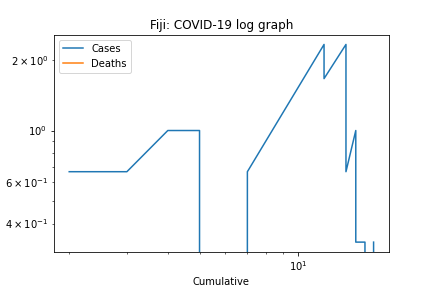 Fiji: COVID-19 log graph
Cases
Deaths
2 × 10⁰
10⁰
6 × 10⁻¹
4 × 10⁻¹
10¹
Cumulative